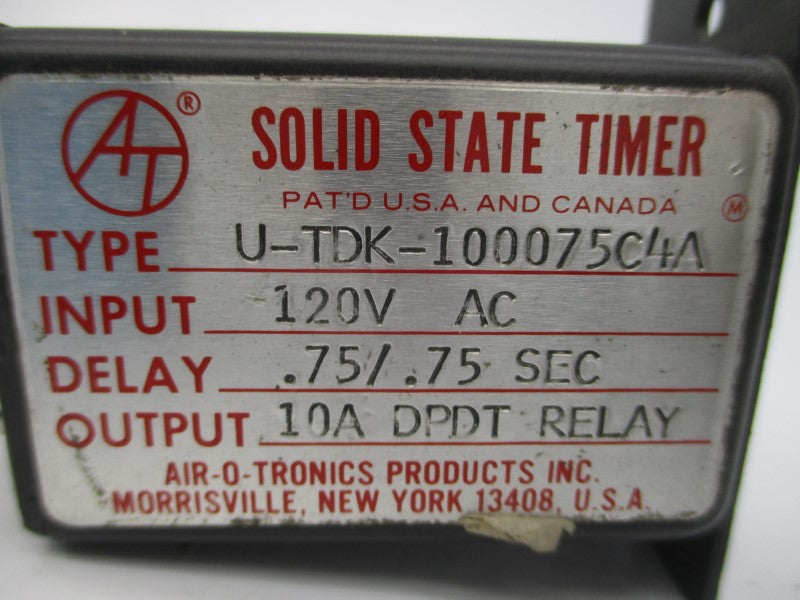 AT ® SOLID STATE TIMER
PAT'D U.S.A. AND CANADA M
TYPE U-TDK-100075C4A
INPUT 120V AC
DELAY .75/.75 SEC
OUTPUT 10A DPDT RELAY
AIR-O-TRONICS PRODUCTS INC.
MORRISVILLE, NEW YORK 13408, U.S.A.